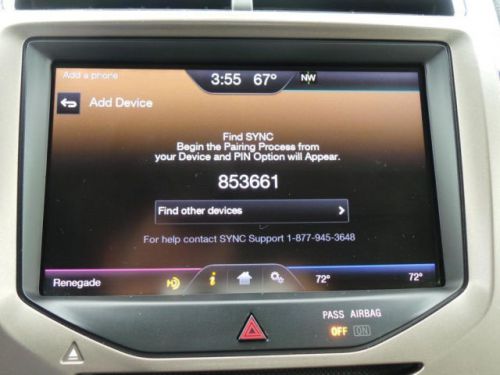 Add a phone
3:55 67° NW
Add Device
Find SYNC
Begin the Pairing Process from
your Device and PIN Option will Appear.
853661
Find other devices
For help contact SYNC Support 1-877-945-3648
Renegade i 72° 72°
PASS AIRBAG
OFF ON